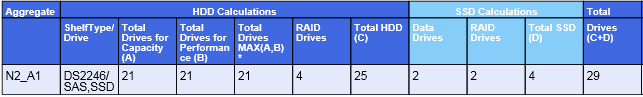 Aggregate HDD Calculations SSD Calculations Total
ShelfType/
Drive
Total
Drives for
Capacity
(A)
Total
Drives for
Performan
ce (B)
Total
Drives
MAX(A,B)
*
RAID
Drives
Total HDD
(C)
Data
Drives
RAID
Drives
Total SSD
(D)
Drives
(C+D)
N2_A1 DS2246/
SAS,SSD
21 21 21 4 25 2 2 4 29